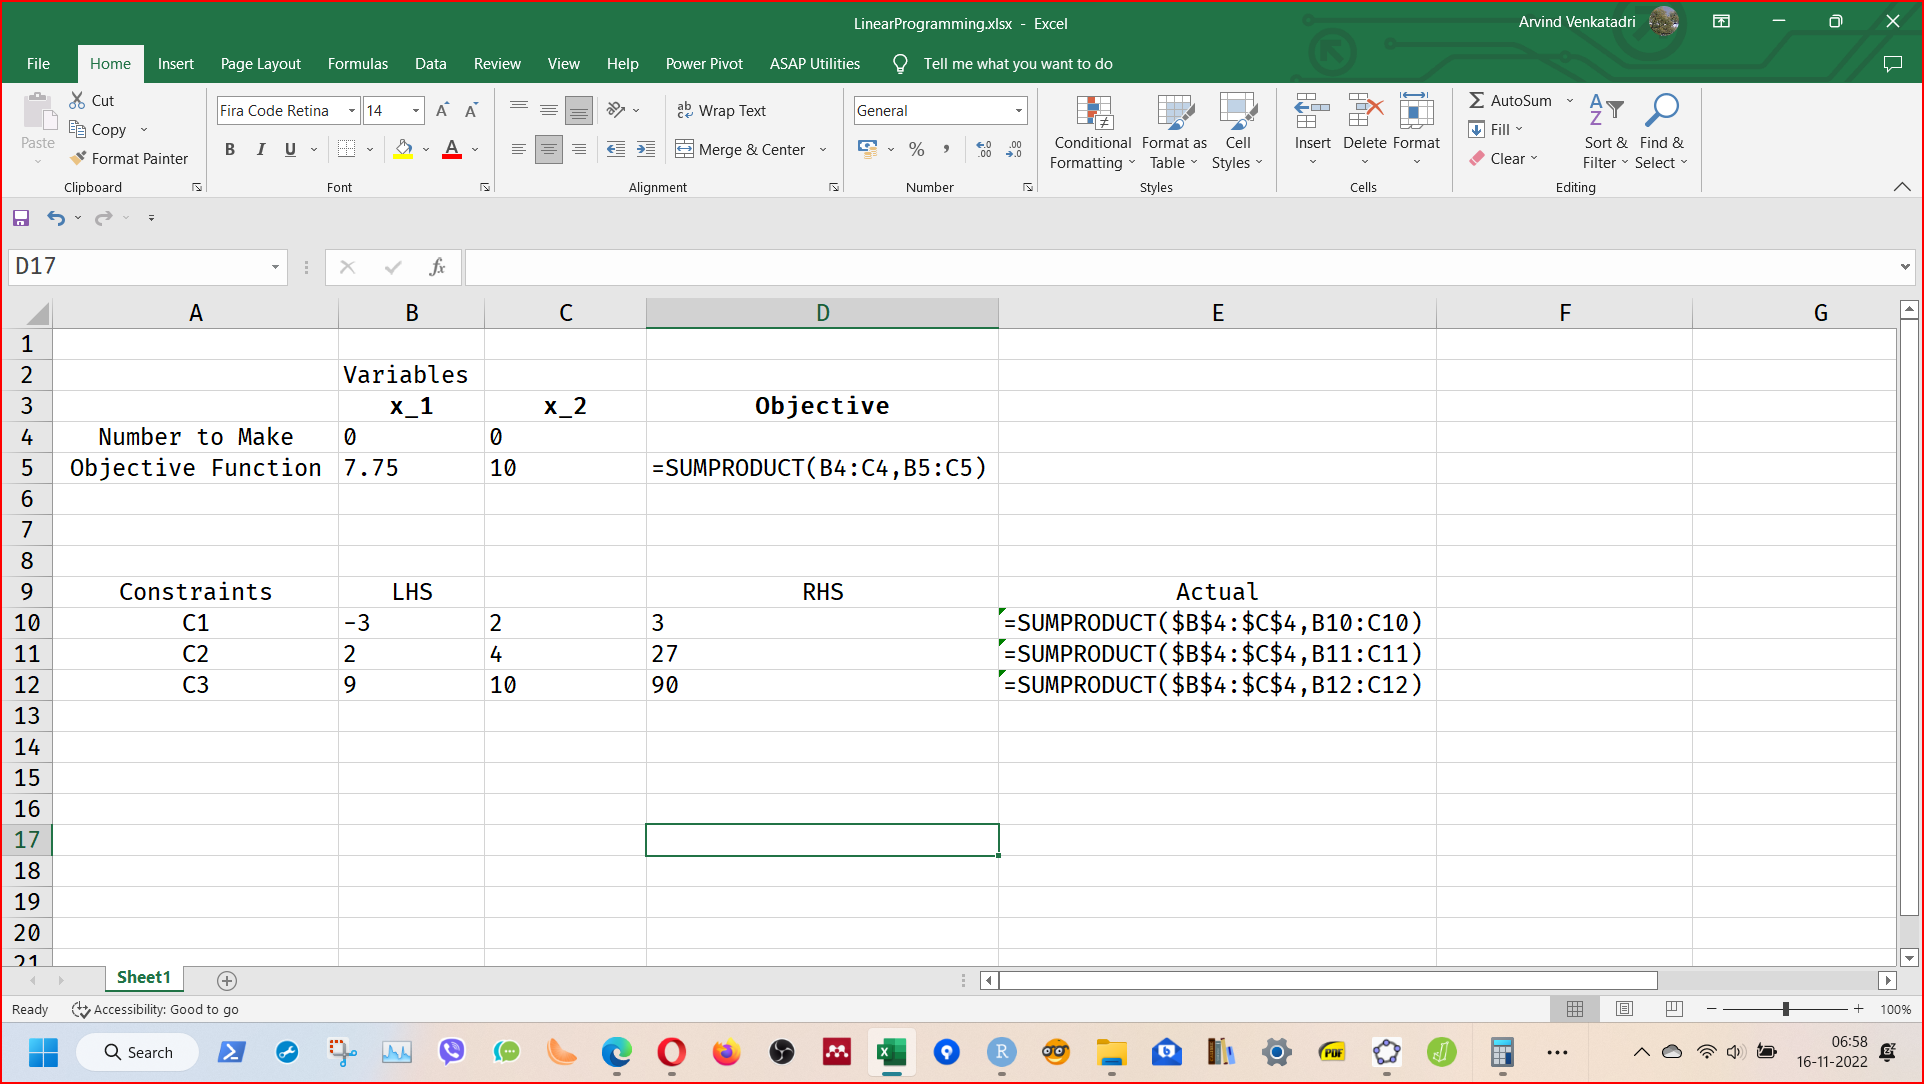 LinearProgramming.xlsx - Excel
Arvind Venkatadri
File Home Insert Page Layout Formulas Data Review View Help Power Pivot ASAP Utilities Tell me what you want to do
Paste
Cut
Copy
Format Painter
Clipboard
Fira Code Retina 14
B I U
Font
Wrap Text
Merge & Center
Alignment
General
Number
Conditional Formatting
Format as Table
Cell Styles
Styles
Insert Delete Format
Cells
AutoSum
Fill
Clear
Sort & Filter
Find & Select
Editing
D17
fx
A B C D E F G
1
2 Variables
3 x_1 x_2 Objective
4 Number to Make 0 0
5 Objective Function 7.75 10 =SUMPRODUCT(B4:C4,B5:C5)
6
7
8
9 Constraints LHS RHS Actual
10 C1 -3 2 3 =SUMPRODUCT($B$4:$C$4,B10:C10)
11 C2 2 4 27 =SUMPRODUCT($B$4:$C$4,B11:C11)
12 C3 9 10 90 =SUMPRODUCT($B$4:$C$4,B12:C12)
13
14
15
16
17
18
19
20
21
Sheet1
Ready Accessibility: Good to go 100%
Search
06:58
16-11-2022